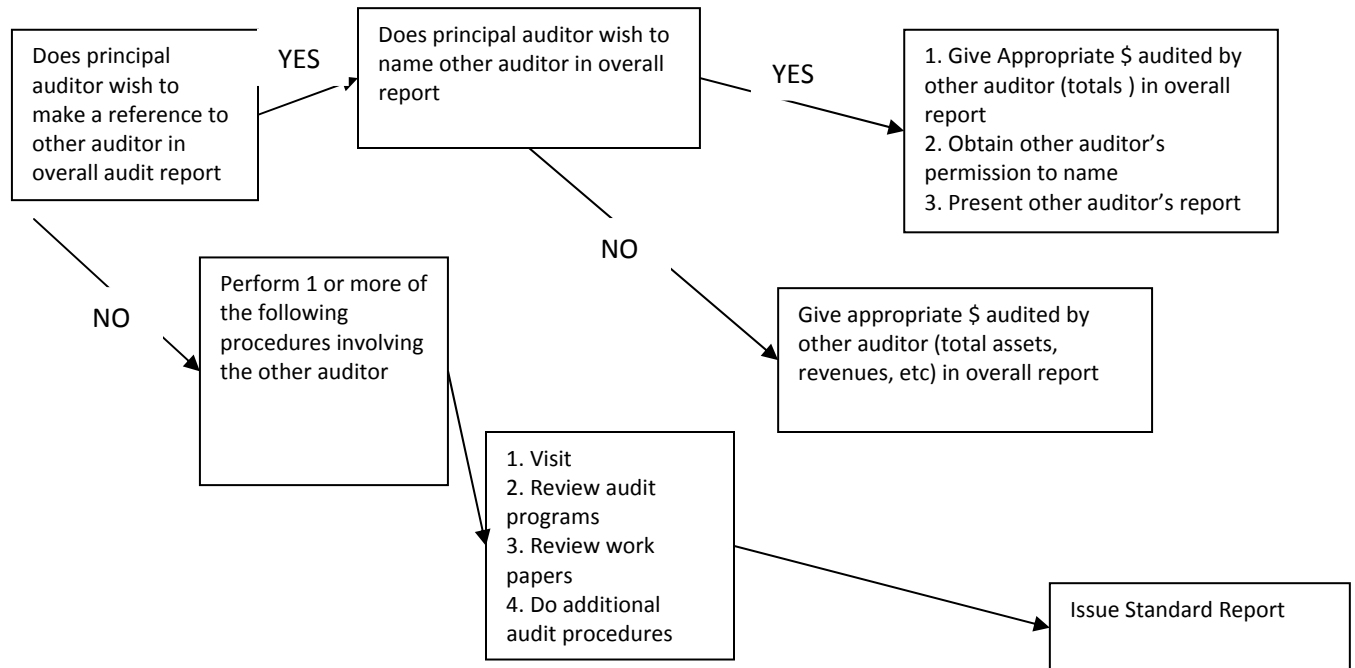 Does principal
auditor wish to
make a reference to
other auditor in
overall audit report
YES
Does principal auditor wish to
name other auditor in overall
report
YES
1. Give Appropriate $ audited by
other auditor (totals ) in overall
report
2. Obtain other auditor’s
permission to name
3. Present other auditor’s report
NO
Give appropriate $ audited by
other auditor (total assets,
revenues, etc) in overall report
NO
Perform 1 or more of
the following
procedures involving
the other auditor
1. Visit
2. Review audit
programs
3. Review work
papers
4. Do additional
audit procedures
Issue Standard Report